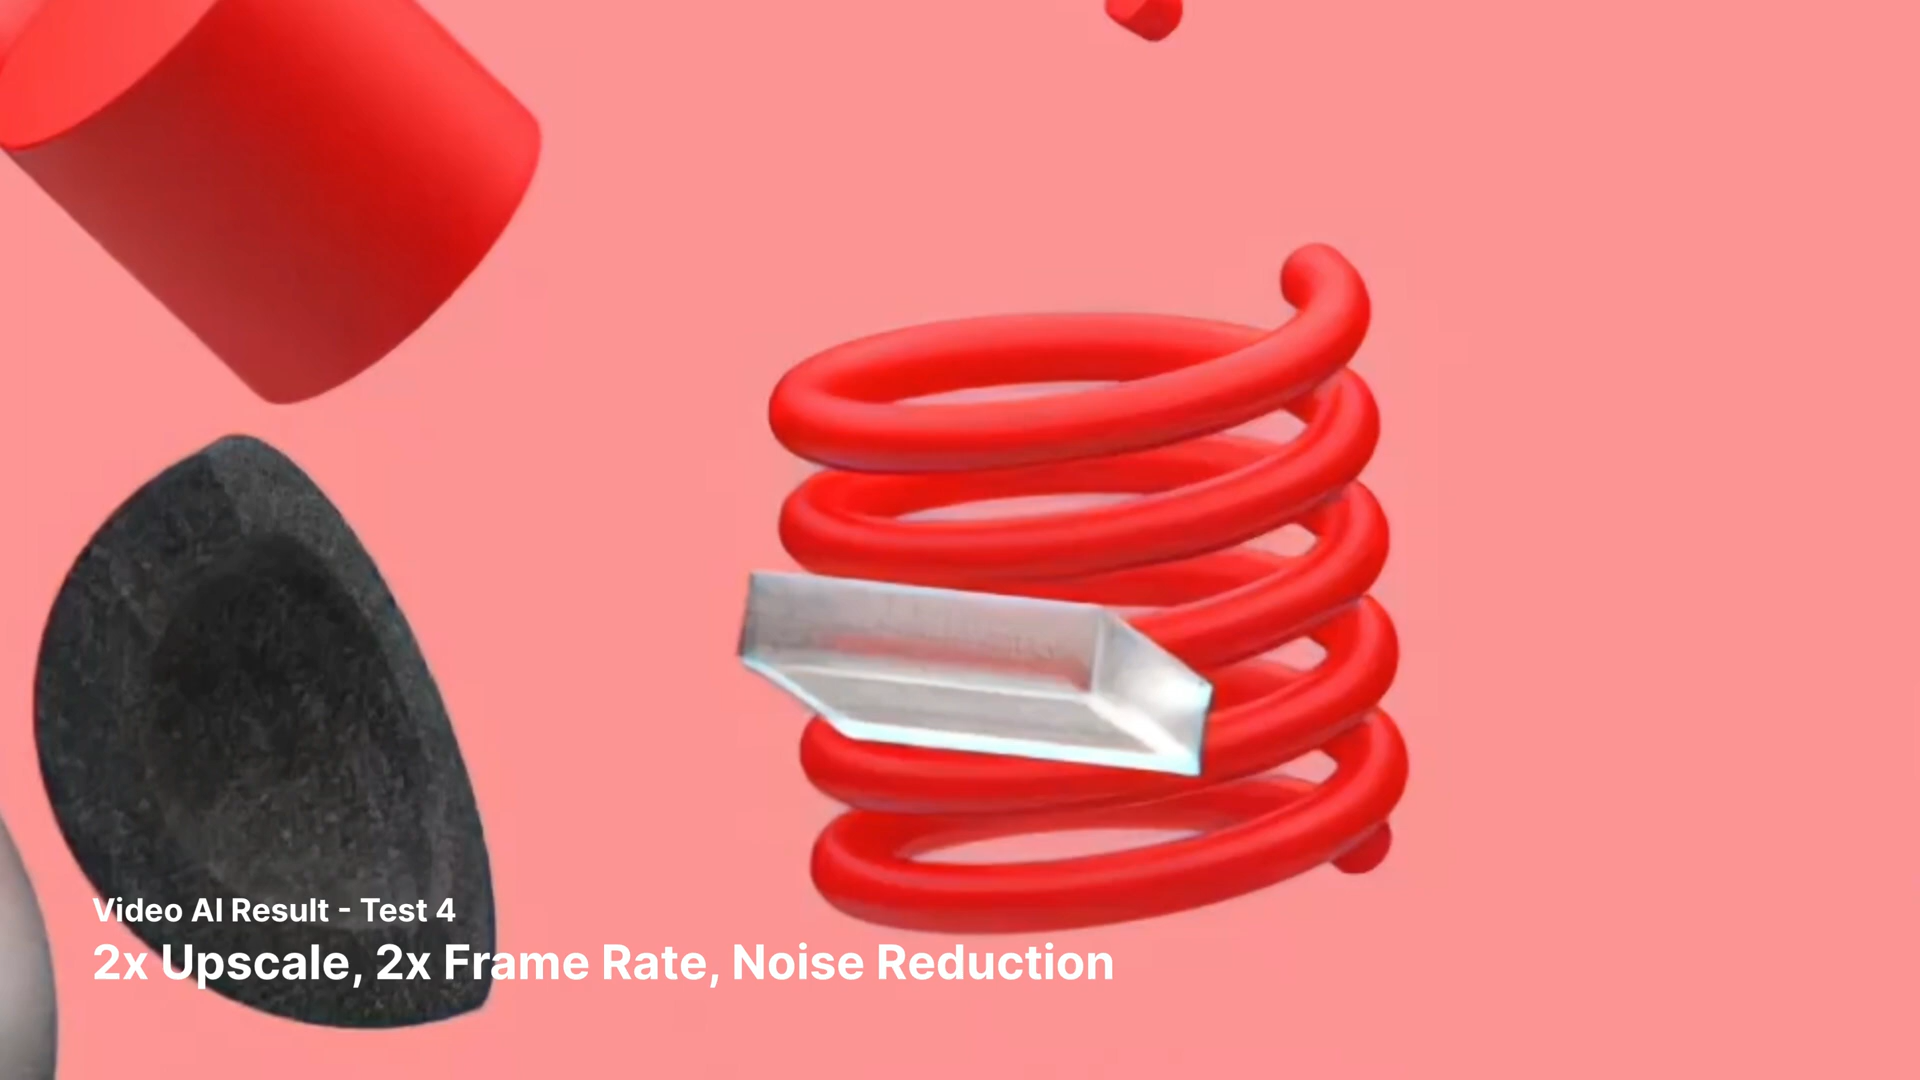 Video AI Result - Test 4
2x Upscale, 2x Frame Rate, Noise Reduction